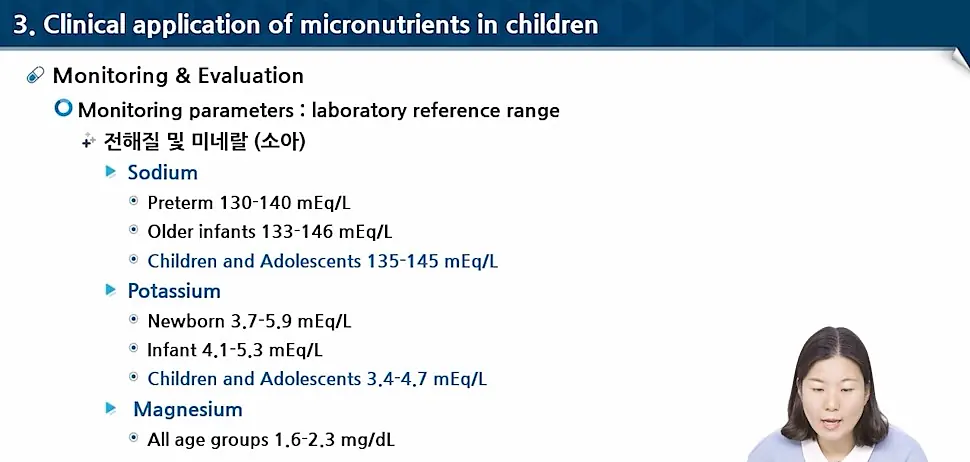 3. Clinical application of micronutrients in children
Monitoring & Evaluation
Monitoring parameters : laboratory reference range
전해질 및 미네랄 (소아)
Sodium
Preterm 130-140 mEq/L
Older infants 133-146 mEq/L
Children and Adolescents 135-145 mEq/L
Potassium
Newborn 3.7-5.9 mEq/L
Infant 4.1-5.3 mEq/L
Children and Adolescents 3.4-4.7 mEq/L
Magnesium
All age groups 1.6-2.3 mg/dL